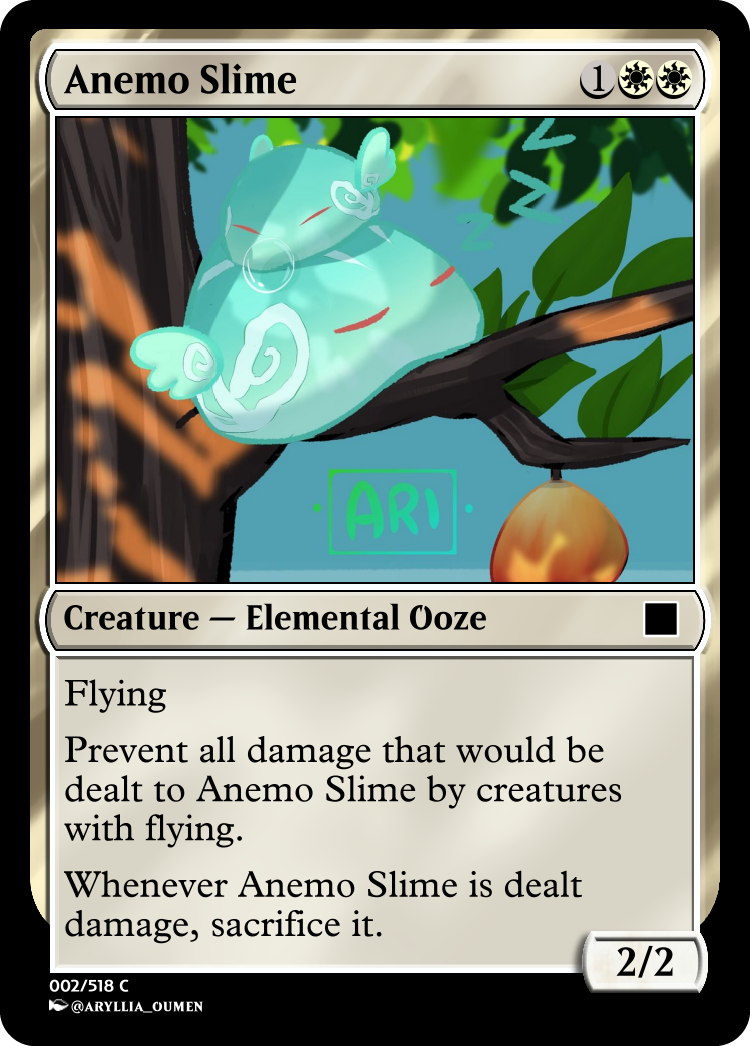 Anemo Slime 1
Z
Z
Z
ARI
Creature — Elemental Ooze
Flying
Prevent all damage that would be
dealt to Anemo Slime by creatures
with flying.
Whenever Anemo Slime is dealt
damage, sacrifice it.
2/2
002/518 C
@ARYLLIA_OUMEN